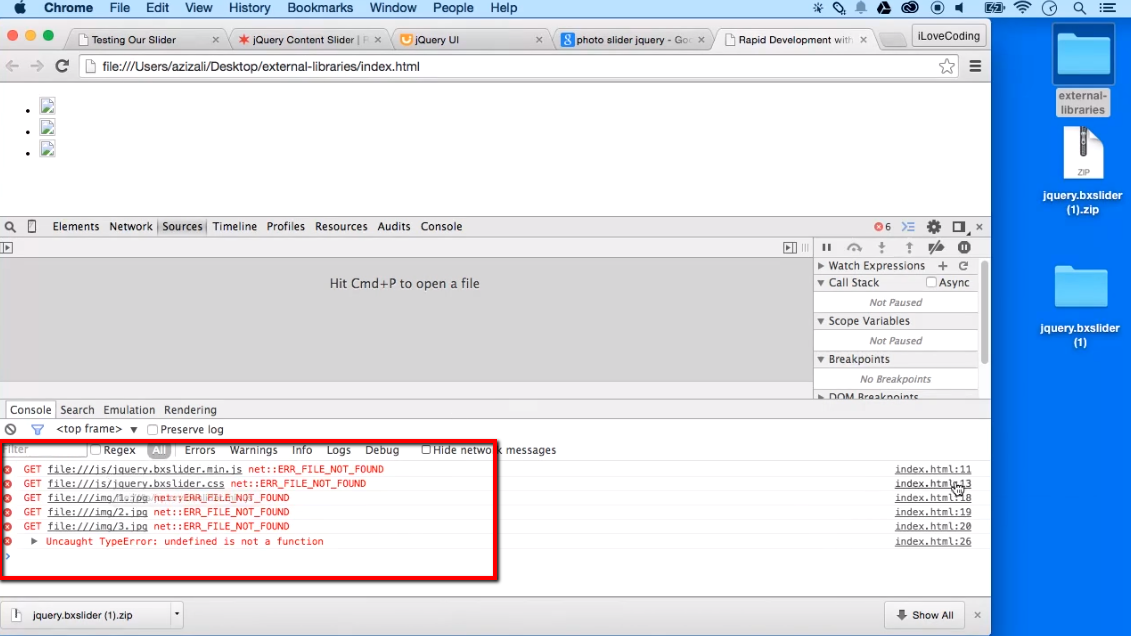 Chrome File Edit View History Bookmarks Window People Help
Testing Our Slider
jQuery Content Slider | R
jQuery UI
photo slider jquery - Goo
Rapid Development with
iLoveCoding
file:///Users/azizali/Desktop/external-libraries/index.html
Elements Network Sources Timeline Profiles Resources Audits Console
6
Hit Cmd+P to open a file
Watch Expressions
Call Stack
Async
Not Paused
Scope Variables
Not Paused
Breakpoints
No Breakpoints
DOM Breakpoints
Console Search Emulation Rendering
<top frame>
Preserve log
Filter
Regex
All Errors Warnings Info Logs Debug
Hide network messages
GET file:///js/jquery.bxslider.min.js net::ERR_FILE_NOT_FOUND index.html:11
GET file:///js/jquery.bxslider.css net::ERR_FILE_NOT_FOUND index.html:13
GET file:///img/1.jpg net::ERR_FILE_NOT_FOUND index.html:18
GET file:///img/2.jpg net::ERR_FILE_NOT_FOUND index.html:19
GET file:///img/3.jpg net::ERR_FILE_NOT_FOUND index.html:20
Uncaught TypeError: undefined is not a function index.html:26
jquery.bxslider (1).zip
Show All
external-
libraries
ZIP
jquery.bxslider
(1).zip
jquery.bxslider
(1)